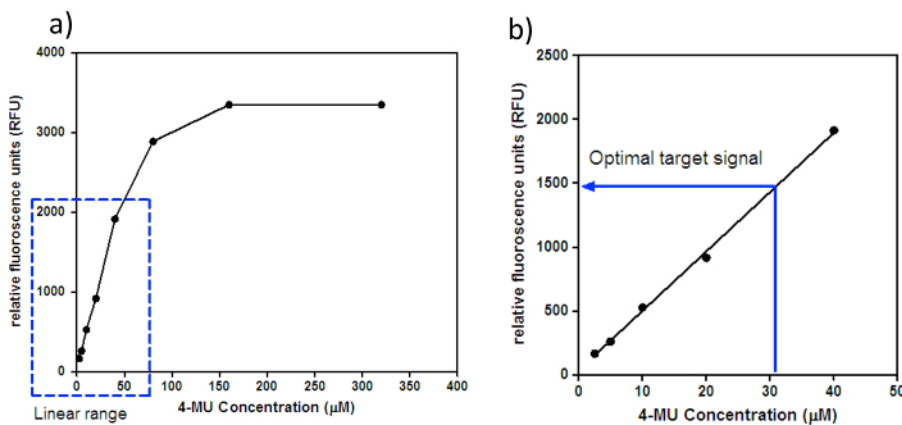 a)
relative fluorescence units (RFU)
4000
3000
2000
1000
0
0 50 100 150 200 250 300 350 400
4-MU Concentration (μM)
Linear range
b)
relative fluorescence units (RFU)
2500
2000
1500
1000
500
0
0 10 20 30 40 50
4-MU Concentration (μM)
Optimal target signal